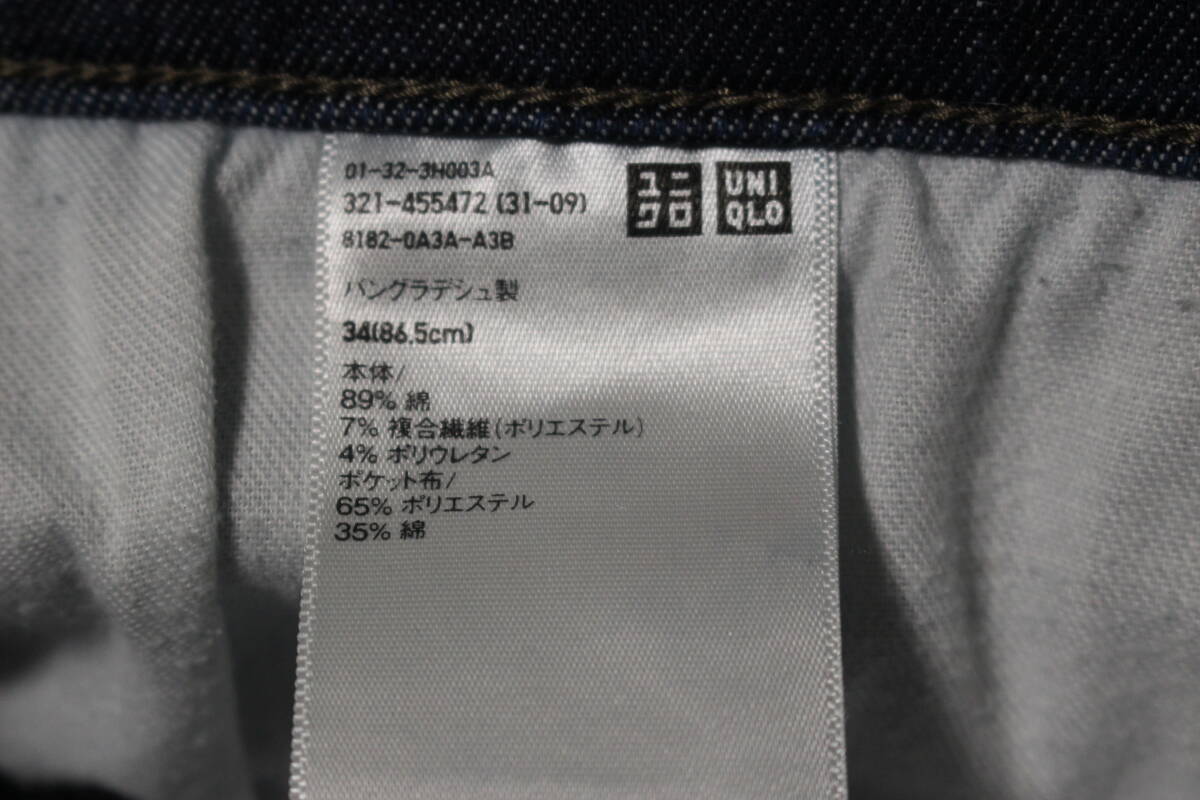 01-32-3H003A
321-455472 (31-09)
8182-0A3A-A3B
ユニ
クロ
UNI
QLO
バングラデシュ製
34(86.5cm)
本体/
89% 綿
7% 複合繊維(ポリエステル)
4% ポリウレタン
ポケット布/
65% ポリエステル
35% 綿